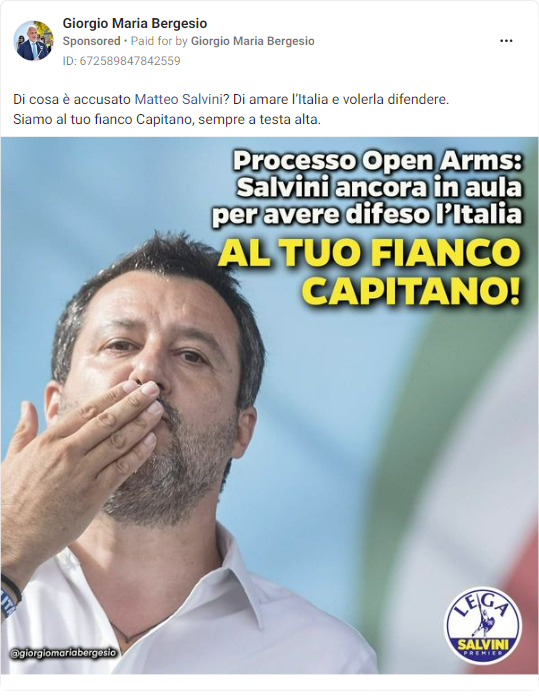 Giorgio Maria Bergesio
Sponsored • Paid for by Giorgio Maria Bergesio
ID: 672589847842559
Di cosa è accusato Matteo Salvini? Di amare l'Italia e volerla difendere.
Siamo al tuo fianco Capitano, sempre a testa alta.
Processo Open Arms:
Salvini ancora in aula
per avere difeso l'Italia
AL TUO FIANCO
CAPITANO!
LEGA
SALVINI
PREMIER
@giorgiomariabergesio